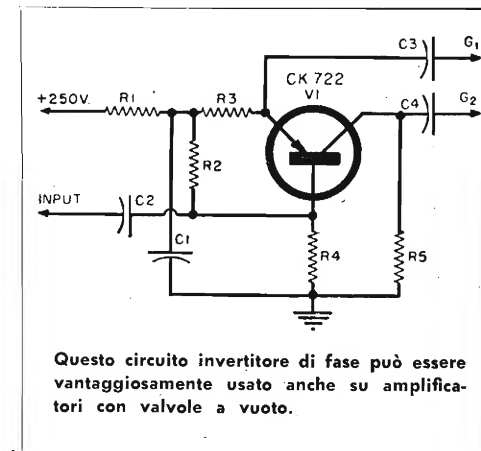 C3
G1
CK 722
V1
+250V.
R1
R3
C4
G2
R2
INPUT
C2
C1
R4
R5
Questo circuito invertitore di fase può essere
vantaggiosamente usato anche su amplifica-
tori con valvole a vuoto.